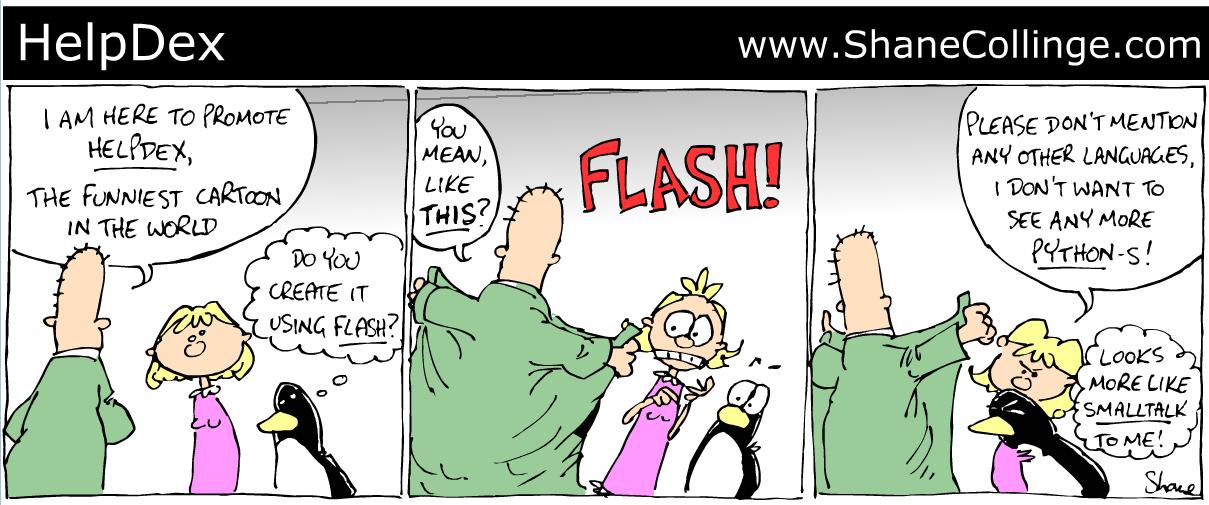 HelpDex
www.ShaneCollinge.com
I AM HERE TO PROMOTE
HELPDEX,
THE FUNNIEST CARTOON
IN THE WORLD
DO YOU
CREATE IT
USING FLASH?
YOU
MEAN,
LIKE
THIS?
FLASH!
PLEASE DON'T MENTION
ANY OTHER LANGUAGES,
I DON'T WANT TO
SEE ANY MORE
PYTHON-S!
LOOKS
MORE LIKE
SMALLTALK
TO ME!
Shane